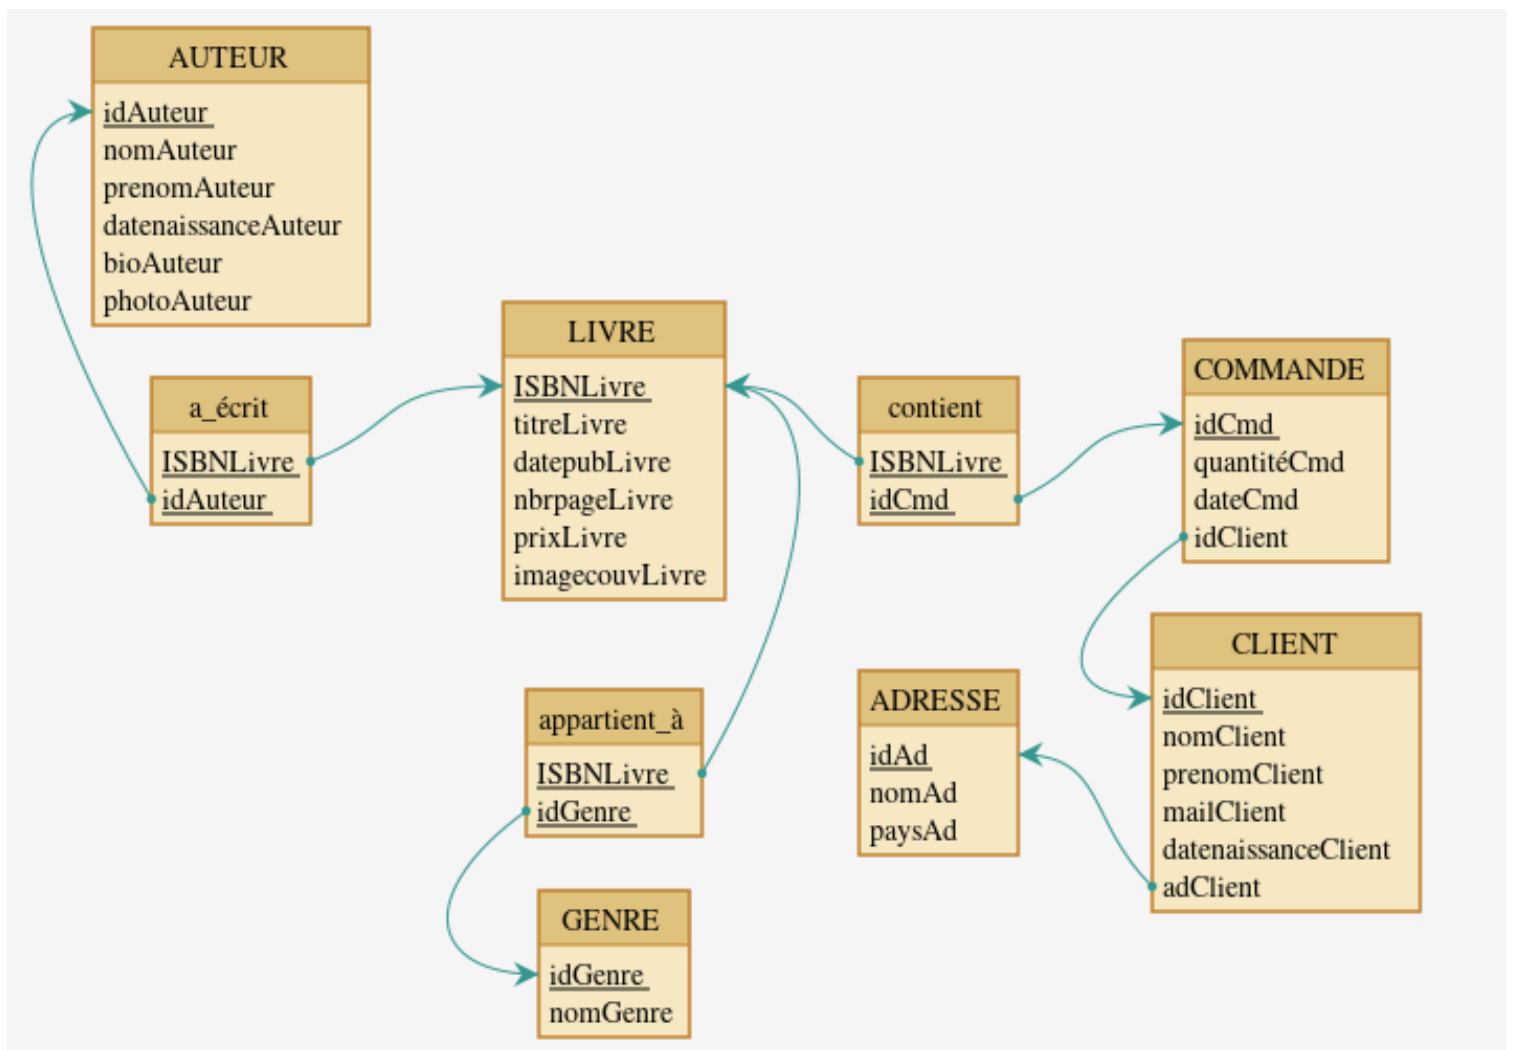 AUTEUR
idAuteur
nomAuteur
prenomAuteur
datenaissanceAuteur
bioAuteur
photoAuteur
a_écrit
ISBNLivre
idAuteur
LIVRE
ISBNLivre
titreLivre
datepubLivre
nbrpageLivre
prixLivre
imagecouvLivre
contient
ISBNLivre
idCmd
COMMANDE
idCmd
quantitéCmd
dateCmd
idClient
appartient_à
ISBNLivre
idGenre
ADRESSE
idAd
nomAd
paysAd
CLIENT
idClient
nomClient
prenomClient
mailClient
datenaissanceClient
adClient
GENRE
idGenre
nomGenre